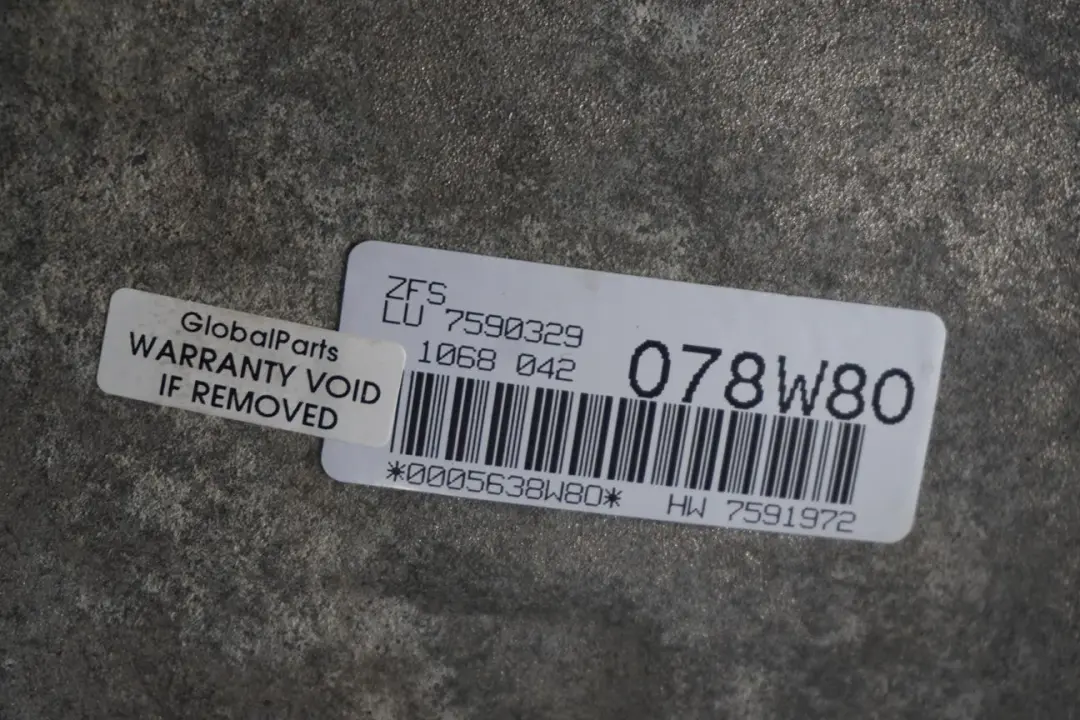 GlobalParts
WARRANTY VOID
IF REMOVED
ZFS
LU 7590329
1068 042
078W80
*0005638W80* HW 7591972